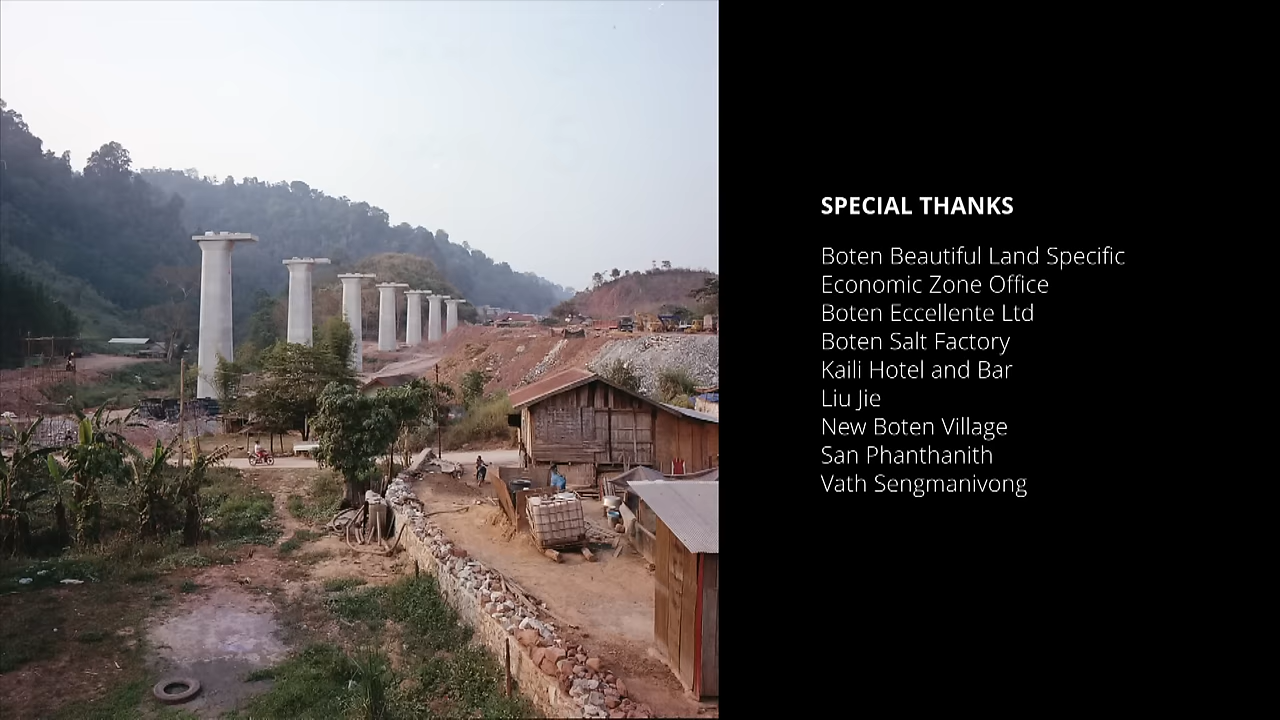 SPECIAL THANKS
Boten Beautiful Land Specific
Economic Zone Office
Boten Eccellente Ltd
Boten Salt Factory
Kaili Hotel and Bar
Liu Jie
New Boten Village
San Phanthanith
Vath Sengmanivong